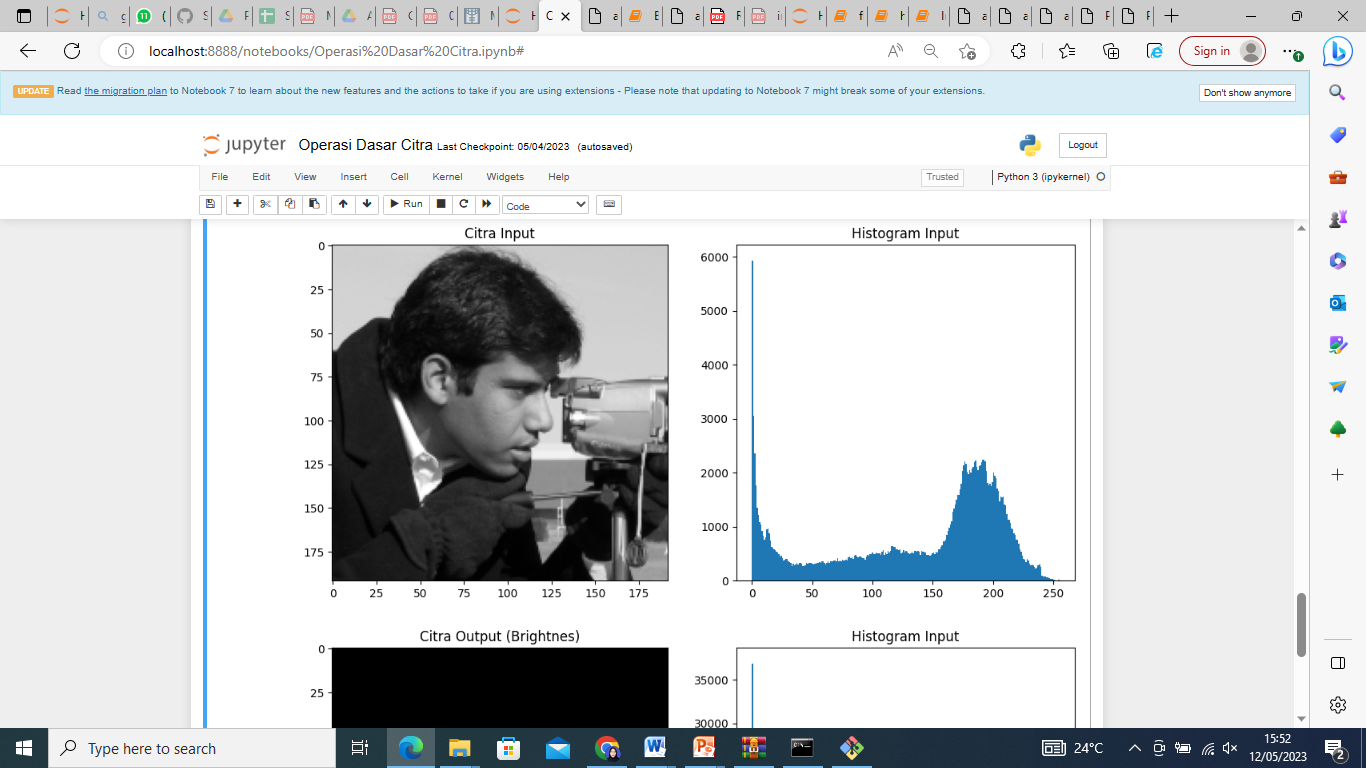 localhost:8888/notebooks/Operasi%20Dasar%20Citra.ipynb#
Sign in
UPDATE Read the migration plan to Notebook 7 to learn about the new features and the actions to take if you are using extensions - Please note that updating to Notebook 7 might break some of your extensions.
Don't show anymore
jupyter Operasi Dasar Citra Last Checkpoint: 05/04/2023 (autosaved)
Logout
File Edit View Insert Cell Kernel Widgets Help
Trusted
Python 3 (ipykernel)
Run
Code
Citra Input
0
25
50
75
100
125
150
175
0 25 50 75 100 125 150 175
Histogram Input
6000
5000
4000
3000
2000
1000
0
0 50 100 150 200 250
Citra Output (Brightnes)
0
25
Histogram Input
35000
30000
Type here to search
24°C
15:52
12/05/2023
2